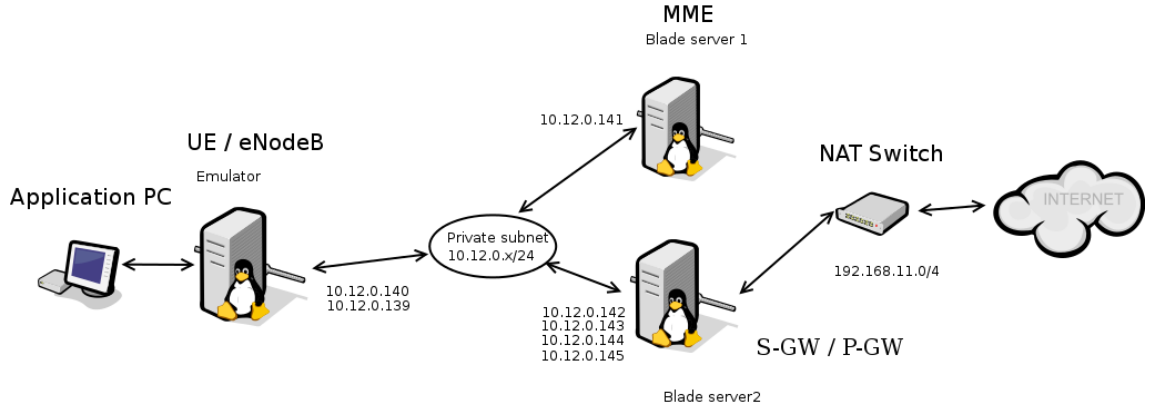 MME
Blade server 1
10.12.0.141
UE / eNodeB
Emulator
NAT Switch
Application PC
INTERNET
Private subnet
10.12.0.x/24
192.168.11.0/4
10.12.0.140
10.12.0.139
10.12.0.142
10.12.0.143
10.12.0.144
10.12.0.145
S-GW / P-GW
Blade server2